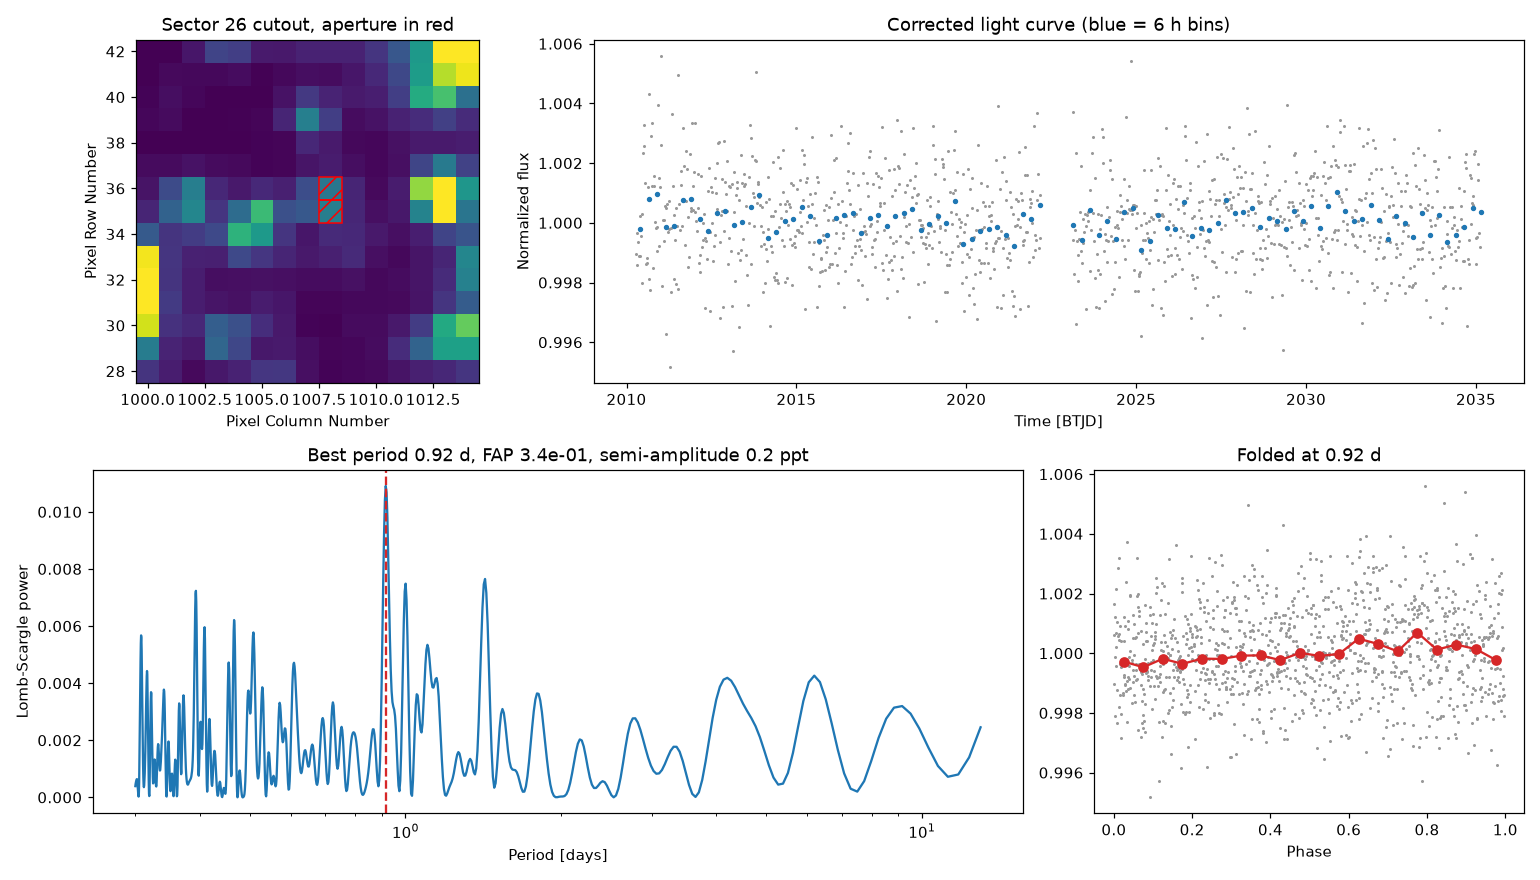 Sector 26 cutout, aperture in red
Corrected light curve (blue = 6 h bins)
42
40
38
36
34
32
30
28
Pixel Row Number
1000.0 1002.5 1005.0 1007.5 1010.0 1012.5
Pixel Column Number
1.006
1.004
1.002
1.000
0.998
0.996
Normalized flux
2010 2015 2020 2025 2030 2035
Time [BTJD]
Best period 0.92 d, FAP 3.4e-01, semi-amplitude 0.2 ppt
Folded at 0.92 d
0.010
0.008
0.006
0.004
0.002
0.000
Lomb-Scargle power
10⁰ 10¹
Period [days]
1.006
1.004
1.002
1.000
0.998
0.996
0.0 0.2 0.4 0.6 0.8 1.0
Phase